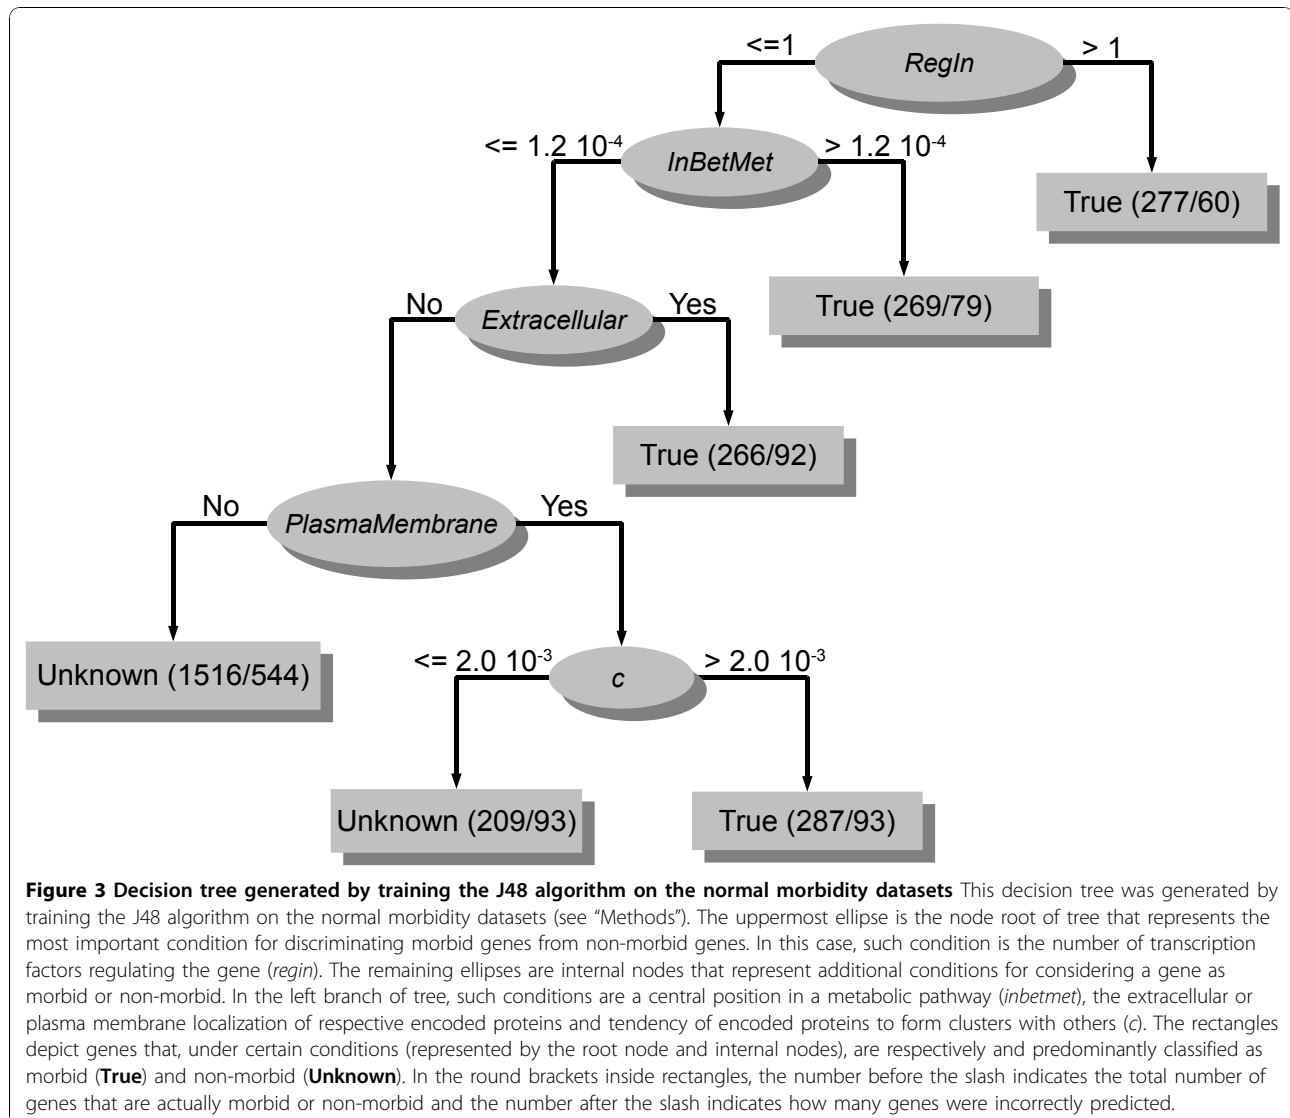 <=1
RegIn
> 1
<= 1.2 10-4
InBetMet
> 1.2 10-4
True (277/60)
No
Extracellular
Yes
True (269/79)
True (266/92)
No
PlasmaMembrane
Yes
Unknown (1516/544)
<= 2.0 10-3
c
> 2.0 10-3
Unknown (209/93)
True (287/93)
Figure 3 Decision tree generated by training the J48 algorithm on the normal morbidity datasets This decision tree was generated by
training the J48 algorithm on the normal morbidity datasets (see “Methods”). The uppermost ellipse is the node root of tree that represents the
most important condition for discriminating morbid genes from non-morbid genes. In this case, such condition is the number of transcription
factors regulating the gene (regin). The remaining ellipses are internal nodes that represent additional conditions for considering a gene as
morbid or non-morbid. In the left branch of tree, such conditions are a central position in a metabolic pathway (inbetmet), the extracellular or
plasma membrane localization of respective encoded proteins and tendency of encoded proteins to form clusters with others (c). The rectangles
depict genes that, under certain conditions (represented by the root node and internal nodes), are respectively and predominantly classified as
morbid (True) and non-morbid (Unknown). In the round brackets inside rectangles, the number before the slash indicates the total number of
genes that are actually morbid or non-morbid and the number after the slash indicates how many genes were incorrectly predicted.